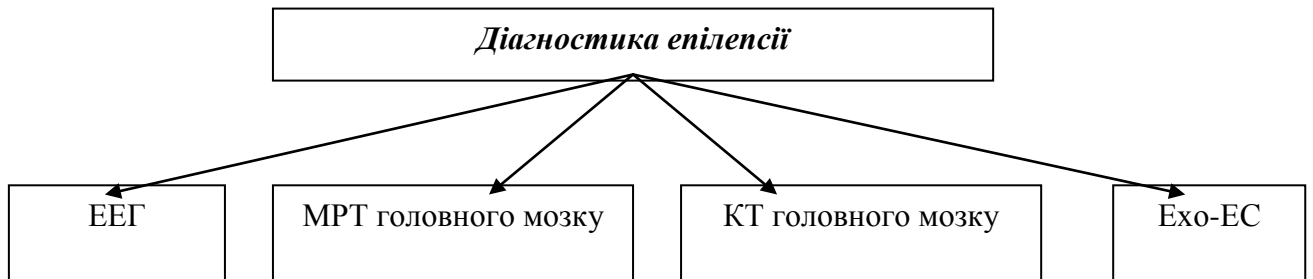 Діагностика епілепсії
ЕЕГ
МРТ головного мозку
КТ головного мозку
Ехо-ЕС